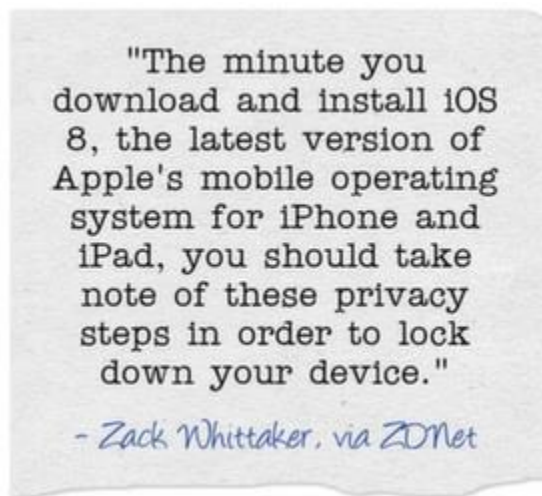 "The minute you
download and install iOS
8, the latest version of
Apple's mobile operating
system for iPhone and
iPad, you should take
note of these privacy
steps in order to lock
down your device."
- Zack Whittaker, via ZDNet